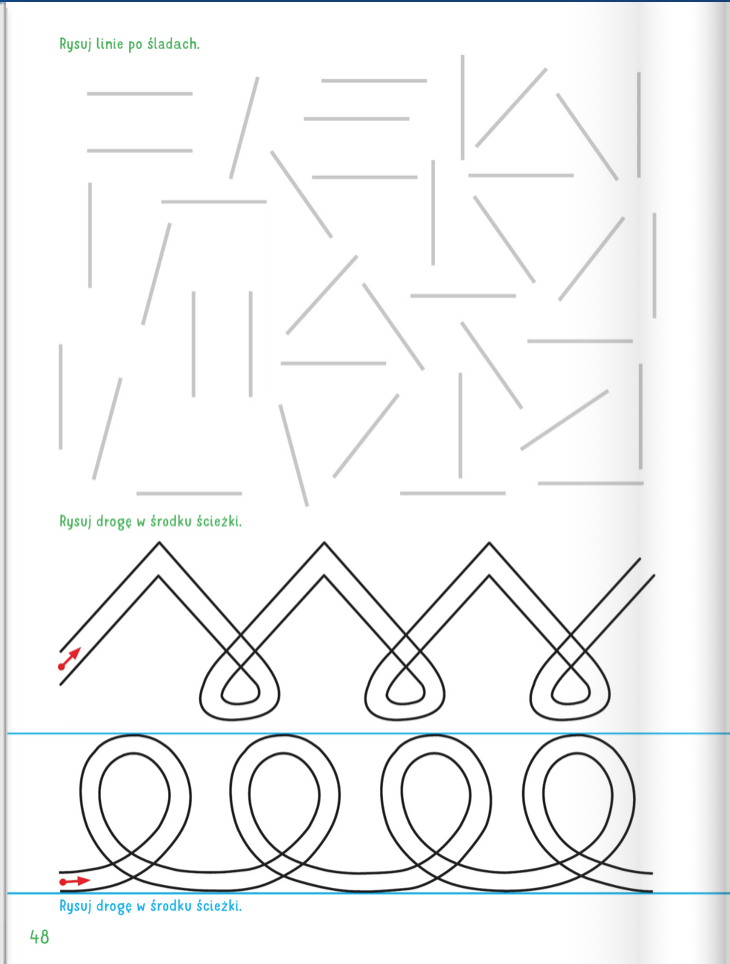 Rysuj linie po śladach.
Rysuj drogę w środku ścieżki.
Rysuj drogę w środku ścieżki.
48